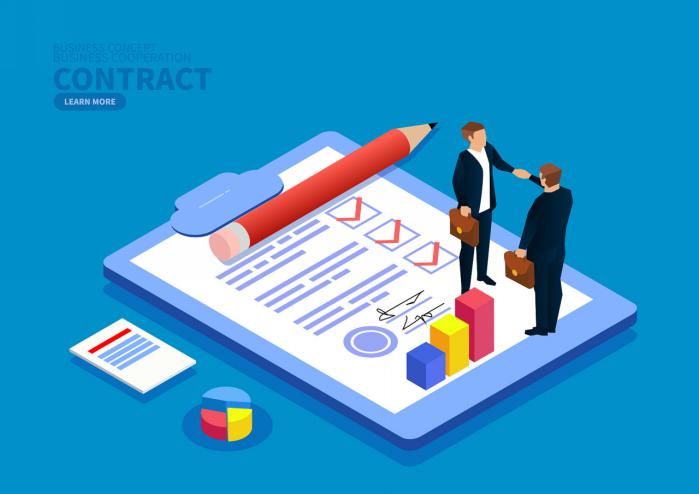 BUSINESS CONCEPT
BUSINESS COOPERATION
CONTRACT
LEARN MORE